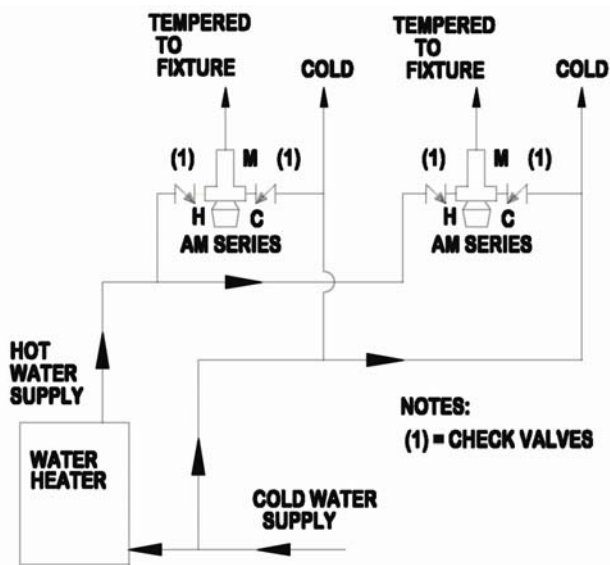 TEMPERED
TO
FIXTURE
COLD
TEMPERED
TO
FIXTURE
COLD
(1)
M
(1)
(1)
M
(1)
H
C
H
C
AM SERIES
AM SERIES
HOT
WATER
SUPPLY
NOTES:
(1) = CHECK VALVES
WATER
HEATER
COLD WATER
SUPPLY